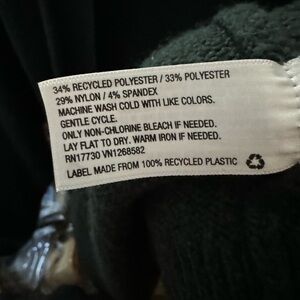 34% RECYCLED POLYESTER / 33% POLYESTER
29% NYLON / 4% SPANDEX
MACHINE WASH COLD WITH LIKE COLORS.
GENTLE CYCLE.
ONLY NON-CHLORINE BLEACH IF NEEDED.
LAY FLAT TO DRY. WARM IRON IF NEEDED.
RN17730 VN1268582
LABEL MADE FROM 100% RECYCLED PLASTIC